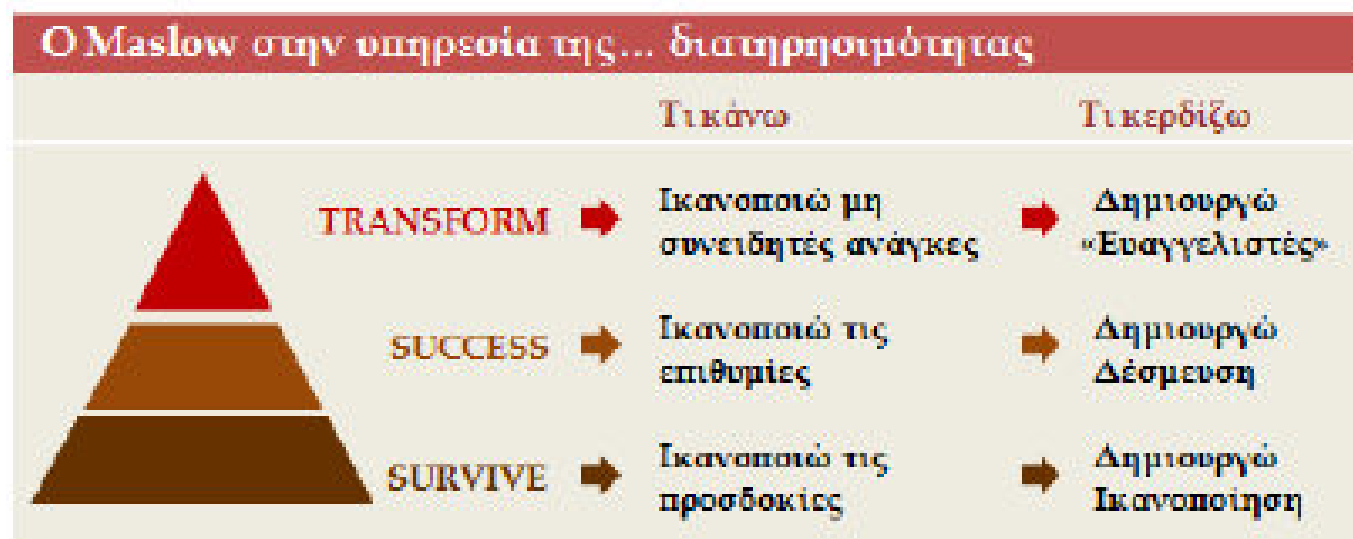 Ο Maslow στην υπηρεσία της... διατηρησιμότητας
Τι κάνω
Τι κερδίζω
TRANSFORM
Ικανοποιώ μη
συνειδητές ανάγκες
Δημιουργώ
«Ευαγγελιστές»
SUCCESS
Ικανοποιώ τις
επιθυμίες
Δημιουργώ
Δέσμευση
SURVIVE
Ικανοποιώ τις
προσδοκίες
Δημιουργώ
Ικανοποίηση